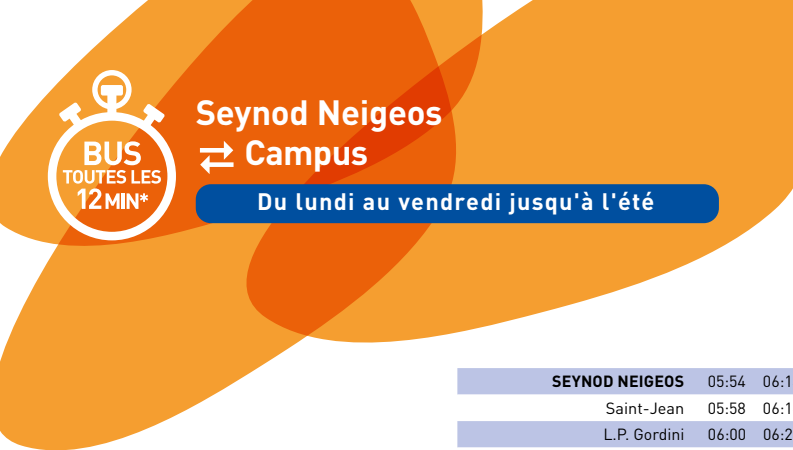 Seynod Neigeos
⇄ Campus
BUS
TOUTES LES
12 MIN*
Du lundi au vendredi jusqu'à l'été
SEYNOD NEIGEOS 05:54
Saint-Jean 05:58
L.P. Gordini 06:00